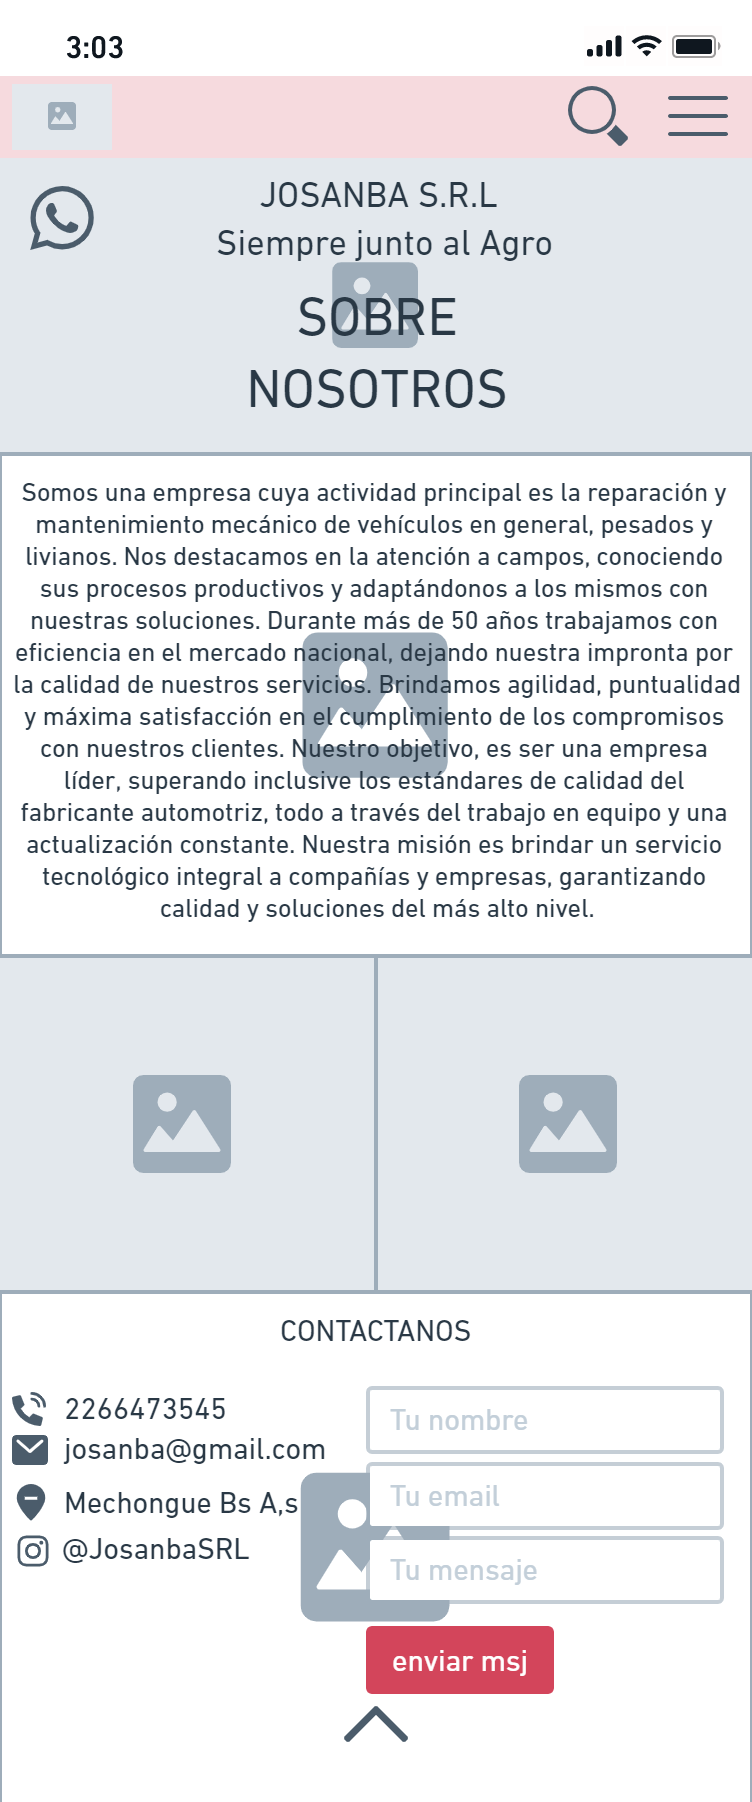 3:03
JOSANBA S.R.L
Siempre junto al Agro
SOBRE
NOSOTROS
Somos una empresa cuya actividad principal es la reparación y
mantenimiento mecánico de vehículos en general, pesados y
livianos. Nos destacamos en la atención a campos, conociendo
sus procesos productivos y adaptándonos a los mismos con
nuestras soluciones. Durante más de 50 años trabajamos con
eficiencia en el mercado nacional, dejando nuestra impronta por
la calidad de nuestros servicios. Brindamos agilidad, puntualidad
y máxima satisfacción en el cumplimiento de los compromisos
con nuestros clientes. Nuestro objetivo, es ser una empresa
líder, superando inclusive los estándares de calidad del
fabricante automotriz, todo a través del trabajo en equipo y una
actualización constante. Nuestra misión es brindar un servicio
tecnológico integral a compañías y empresas, garantizando
calidad y soluciones del más alto nivel.
CONTACTANOS
2266473545
josanba@gmail.com
Mechongue Bs A,s
@JosanbaSRL
Tu nombre
Tu email
Tu mensaje
enviar msj